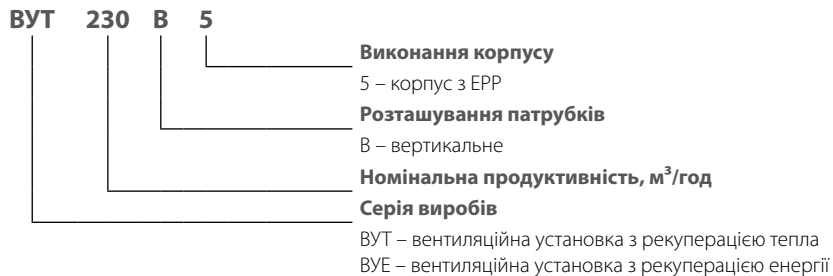 ВУТ 230 В 5
Виконання корпусу
5 – корпус з EPP
Розташування патрубків
В – вертикальне
Номінальна продуктивність, м³/год
Серія виробів
ВУТ – вентиляційна установка з рекуперацією тепла
ВУЕ – вентиляційна установка з рекуперацією енергії